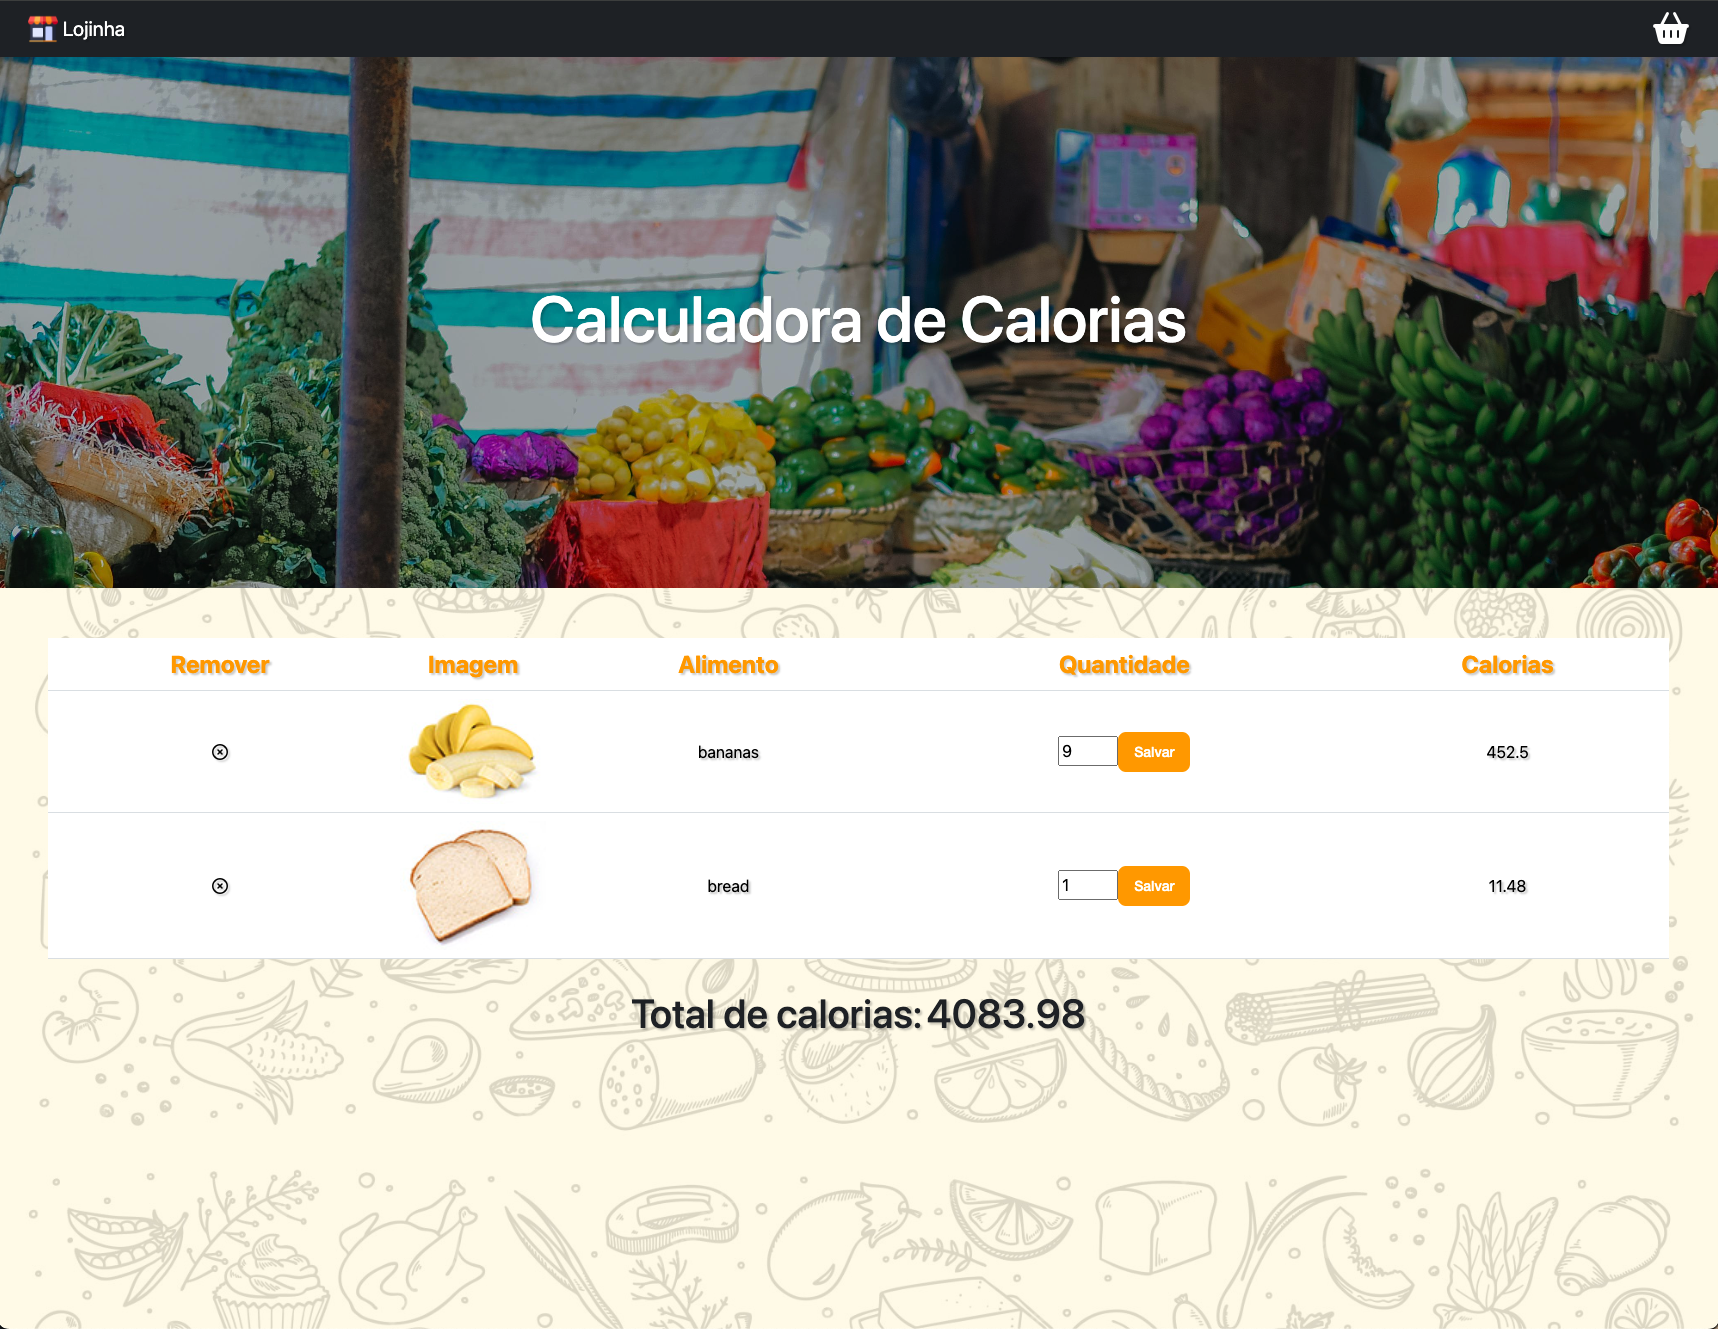 Lojinha
Calculadora de Calorias
Remover Imagem Alimento Quantidade Calorias
bananas 9 Salvar 452.5
bread 1 Salvar 11.48
Total de calorias: 4083.98